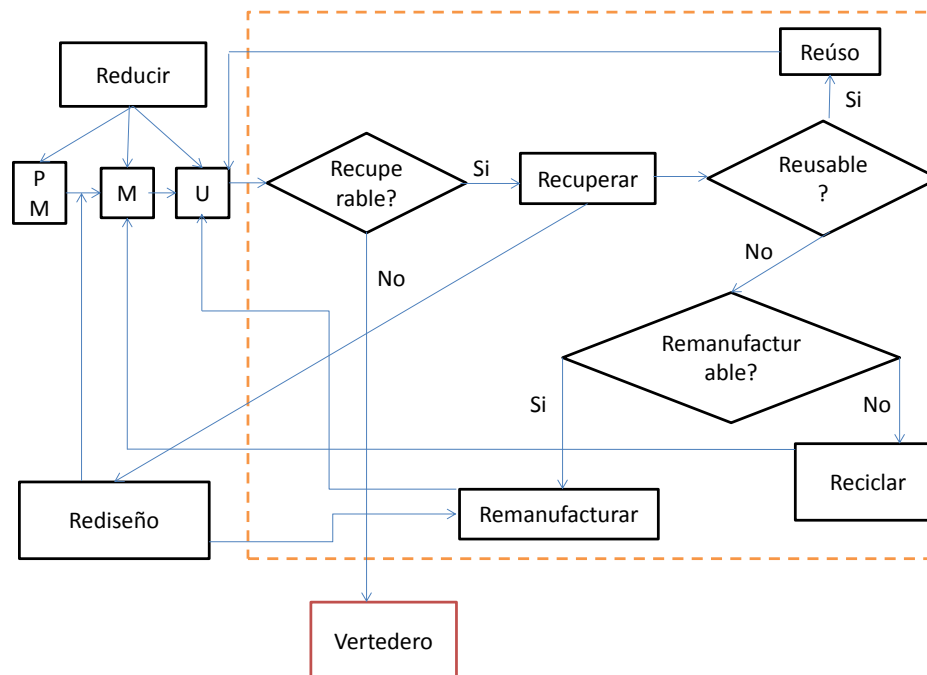 Reúso
Reducir
Si
Recupe
rable?
Si
Recuperar
Reusable
?
P
M
M
U
No
No
Remanufactur
able?
Si
No
Reciclar
Rediseño
Remanufacturar
Vertedero